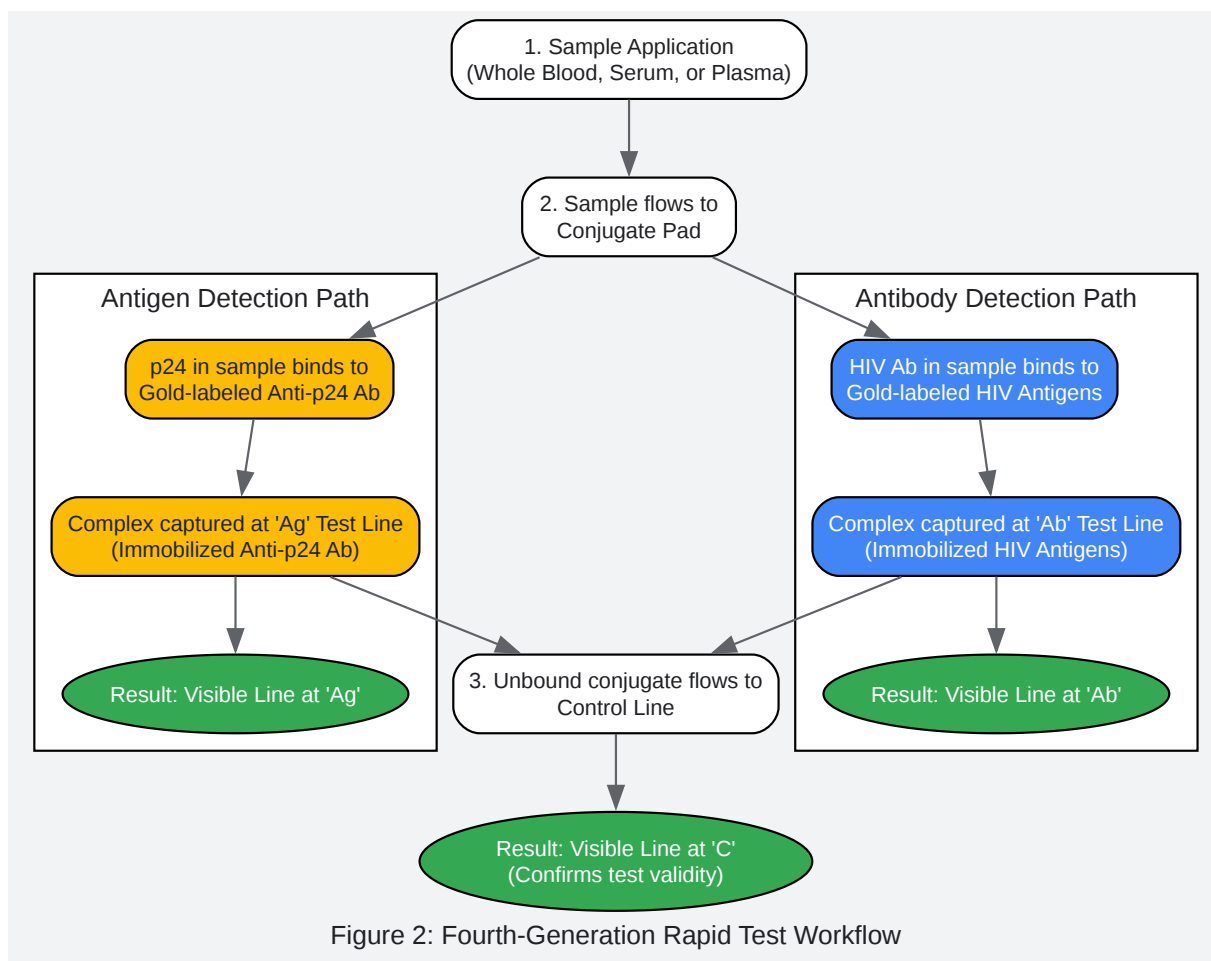 1. Sample Application
(Whole Blood, Serum, or Plasma)
2. Sample flows to
Conjugate Pad
Antigen Detection Path
p24 in sample binds to
Gold-labeled Anti-p24 Ab
Complex captured at 'Ag' Test Line
(Immobilized Anti-p24 Ab)
Result: Visible Line at 'Ag'
Antibody Detection Path
HIV Ab in sample binds to
Gold-labeled HIV Antigens
Complex captured at 'Ab' Test Line
(Immobilized HIV Antigens)
Result: Visible Line at 'Ab'
3. Unbound conjugate flows to
Control Line
Result: Visible Line at 'C'
(Confirms test validity)
Figure 2: Fourth-Generation Rapid Test Workflow